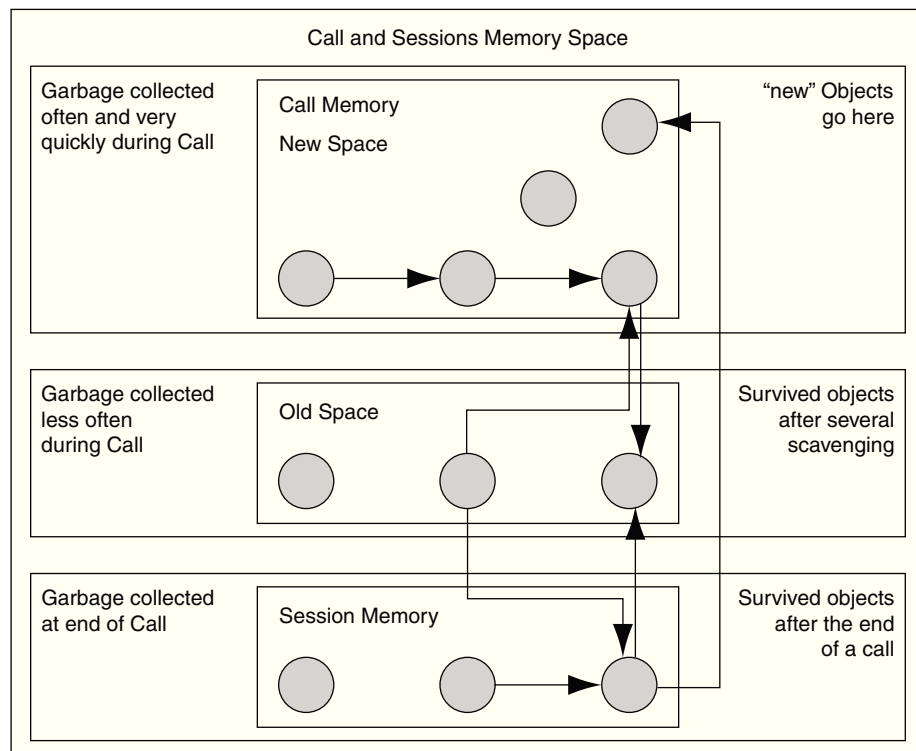 Call and Sessions Memory Space
Garbage collected
often and very
quickly during Call
Call Memory
New Space
“new” Objects
go here
Garbage collected
less often
during Call
Old Space
Survived objects
after several
scavenging
Garbage collected
at end of Call
Session Memory
Survived objects
after the end
of a call